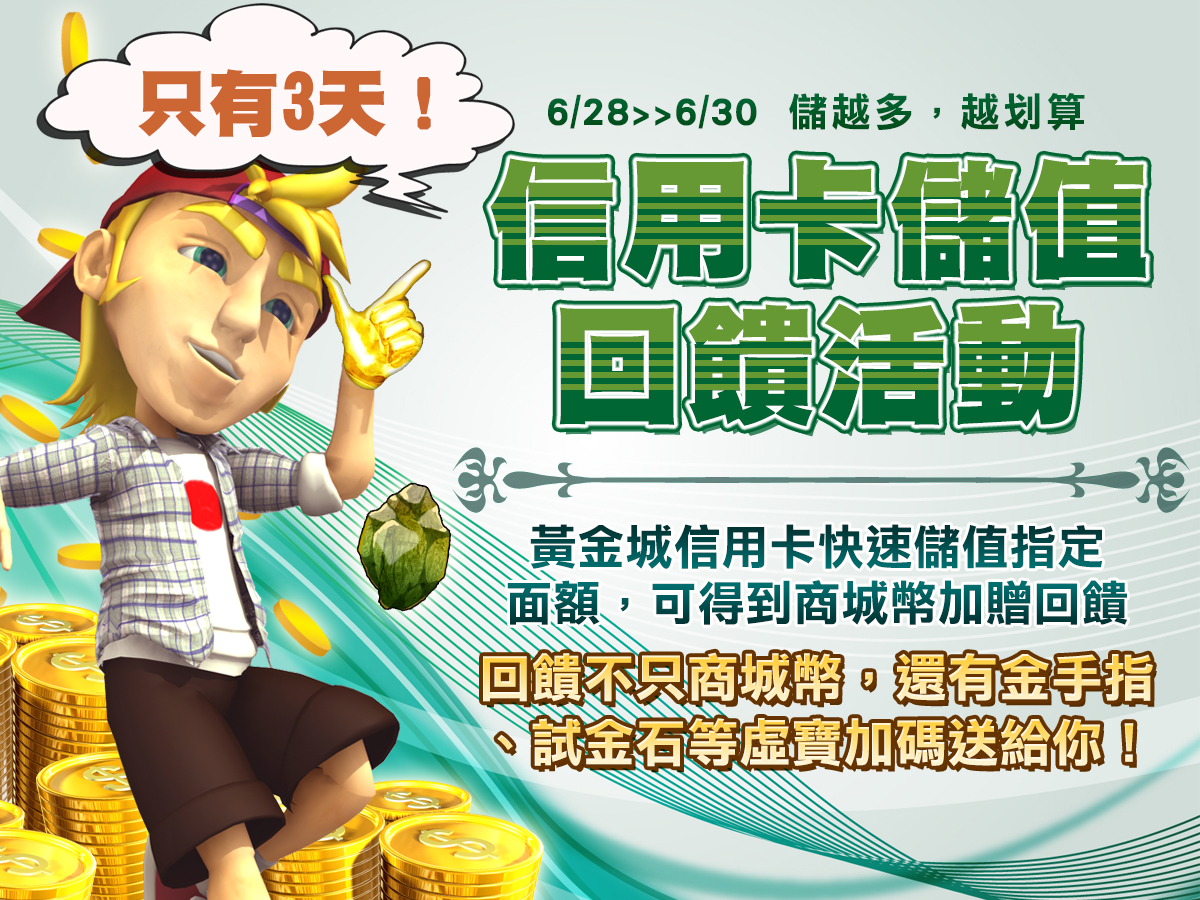 只有3天！
6/28>>6/30 儲越多，越划算
信用卡儲值
回饋活動
黃金城信用卡快速儲值指定
面額，可得到商城幣加贈回饋
回饋不只商城幣，還有金手指
、試金石等虛寶加碼送給你！